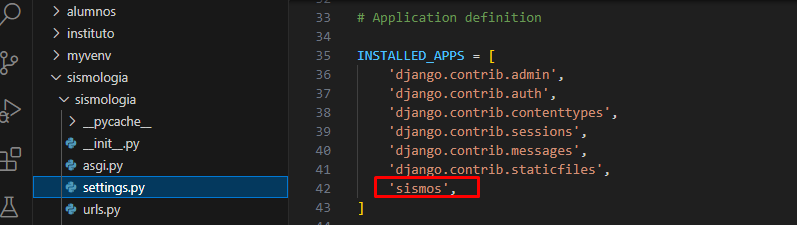 alumnos
instituto
myvenv
sismologia
sismologia
__pycache__
__init__.py
asgi.py
settings.py
urls.py
33 # Application definition
34
35 INSTALLED_APPS = [
36 'django.contrib.admin',
37 'django.contrib.auth',
38 'django.contrib.contenttypes',
39 'django.contrib.sessions',
40 'django.contrib.messages',
41 'django.contrib.staticfiles',
42 'sismos',
43 ]